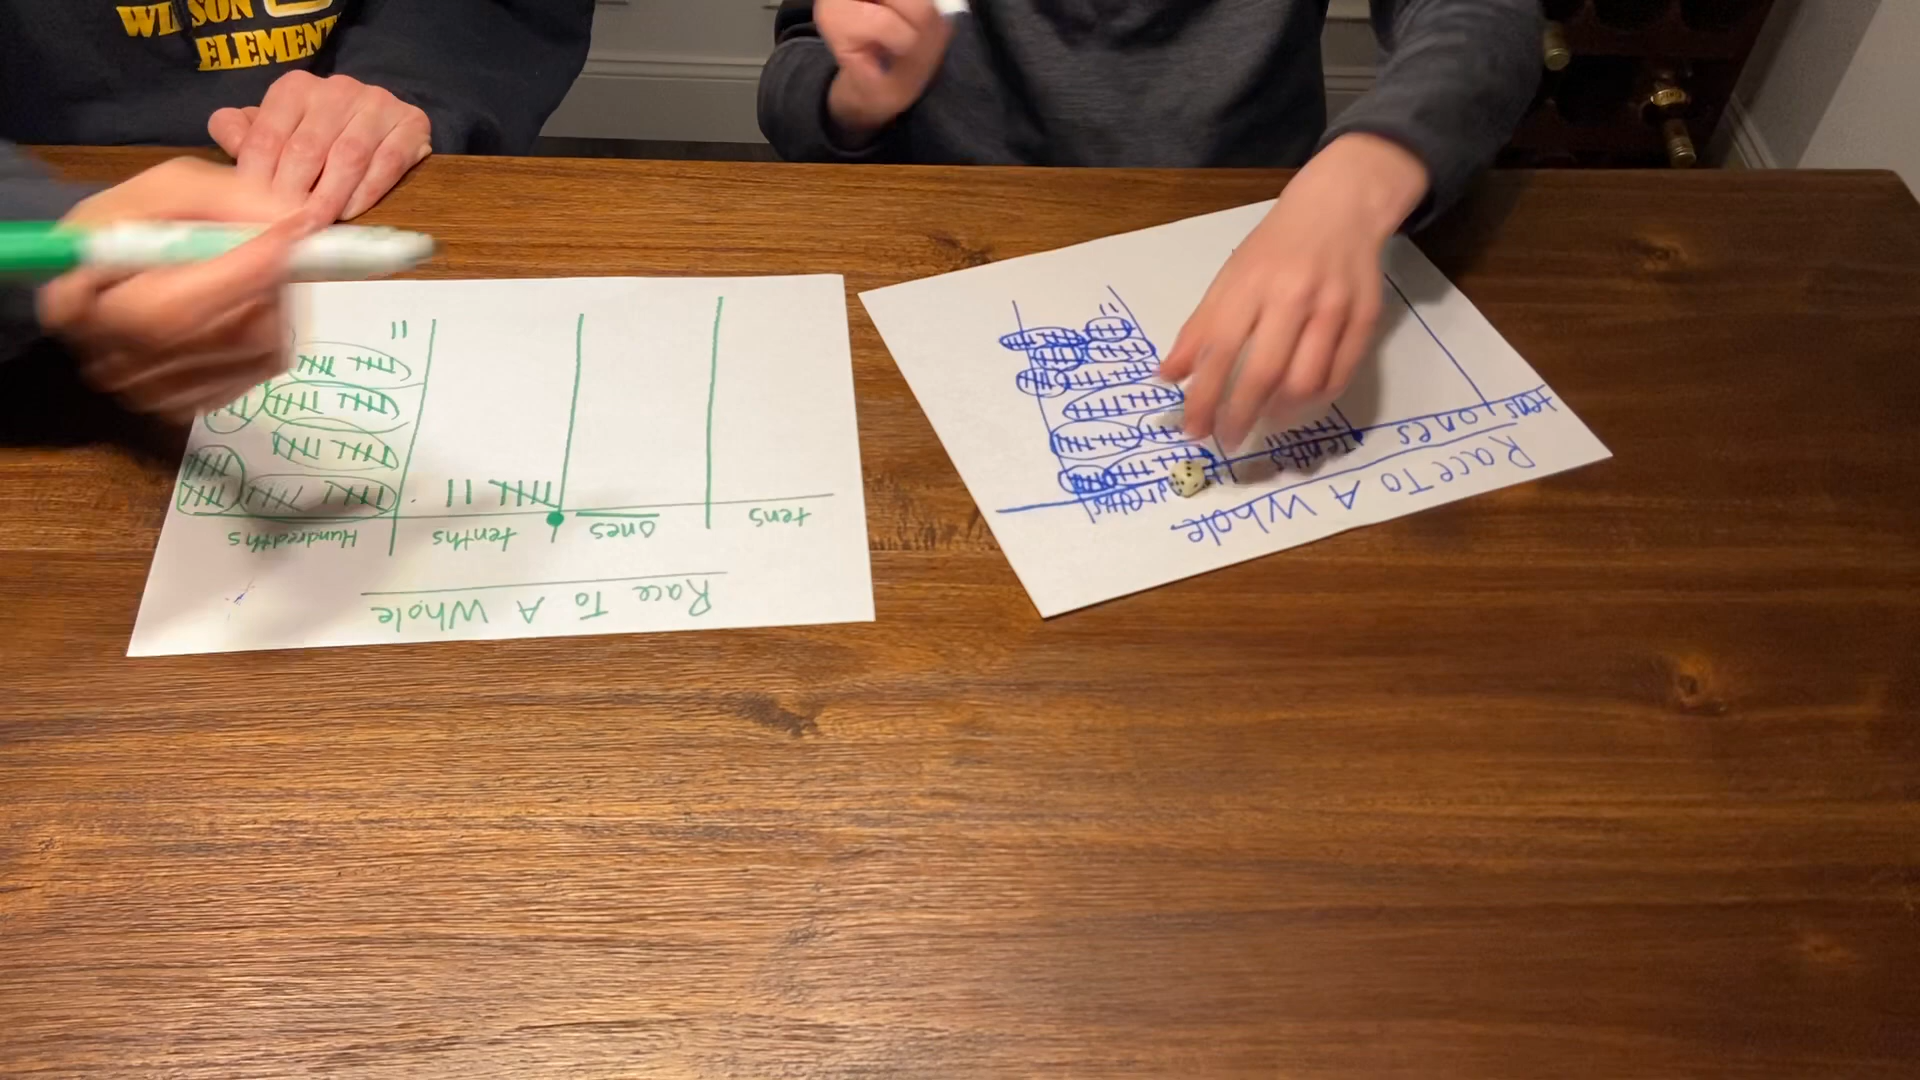 WILSON
ELEMENT
Race To A Whole
tens ones tenths Hundredths
Race To A Whole
tens ones tenths